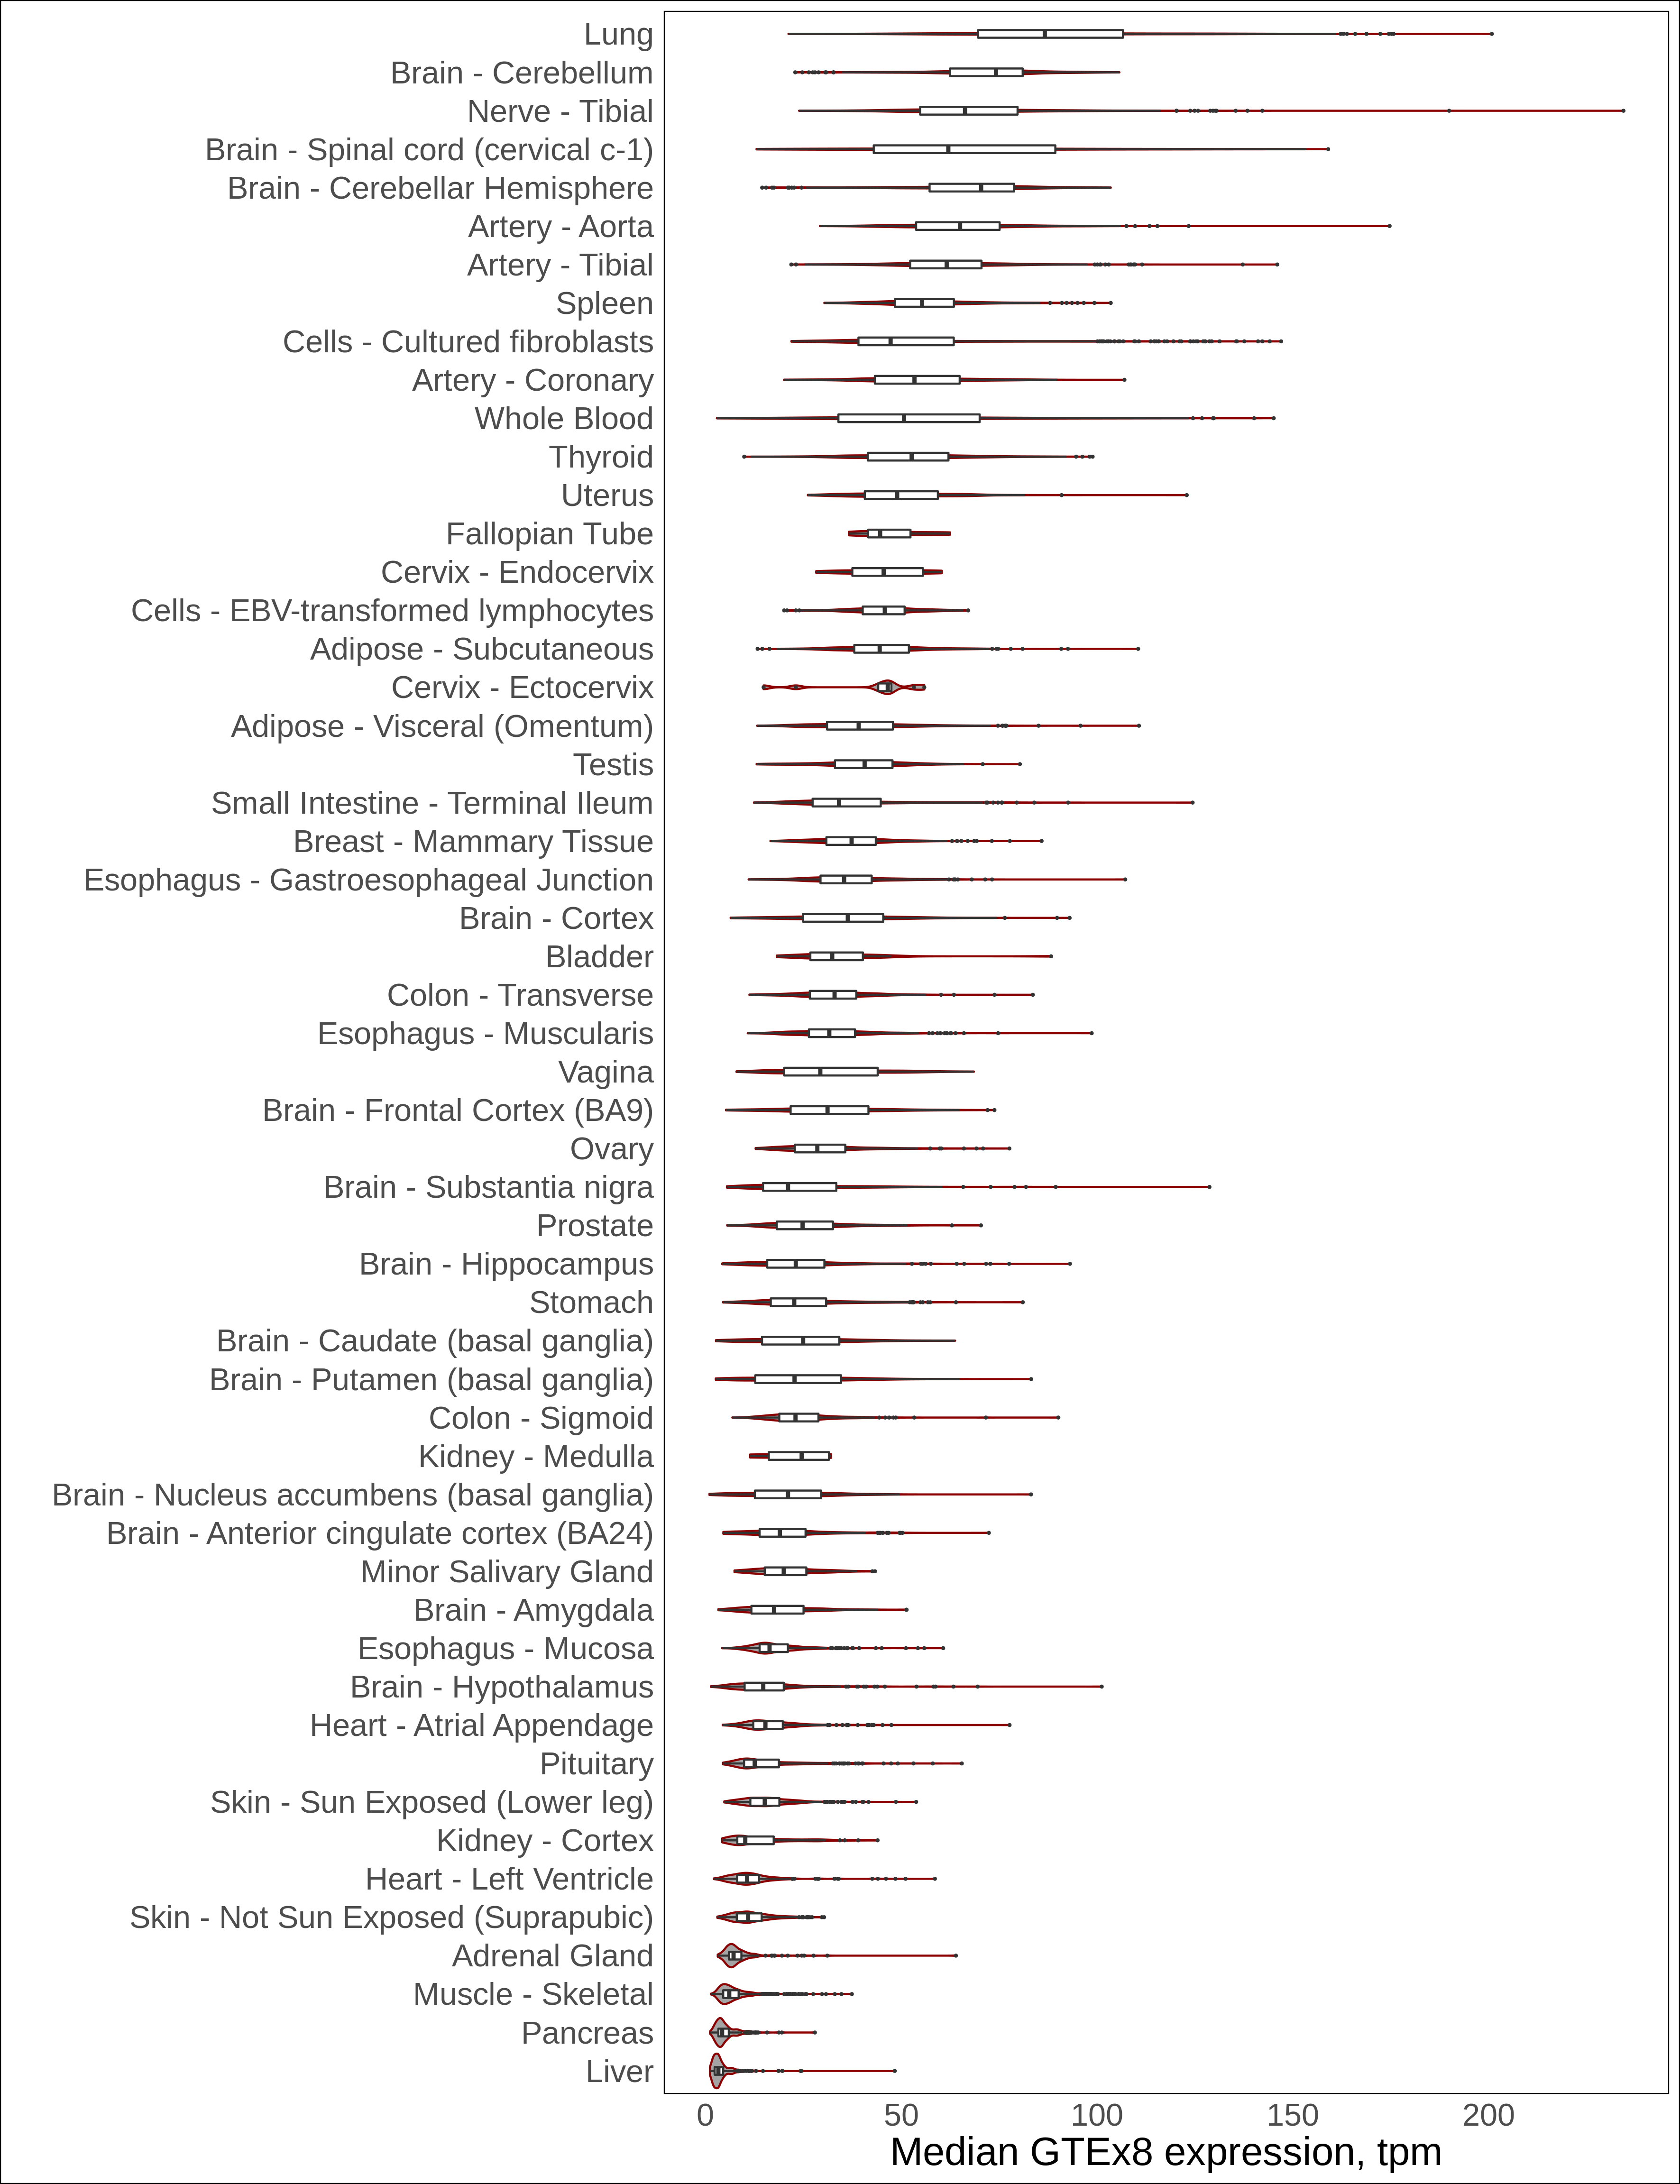 Lung
Brain - Cerebellum
Nerve - Tibial
Brain - Spinal cord (cervical c-1)
Brain - Cerebellar Hemisphere
Artery - Aorta
Artery - Tibial
Spleen
Cells - Cultured fibroblasts
Artery - Coronary
Whole Blood
Thyroid
Uterus
Fallopian Tube
Cervix - Endocervix
Cells - EBV-transformed lymphocytes
Adipose - Subcutaneous
Cervix - Ectocervix
Adipose - Visceral (Omentum)
Testis
Small Intestine - Terminal Ileum
Breast - Mammary Tissue
Esophagus - Gastroesophageal Junction
Brain - Cortex
Bladder
Colon - Transverse
Esophagus - Muscularis
Vagina
Brain - Frontal Cortex (BA9)
Ovary
Brain - Substantia nigra
Prostate
Brain - Hippocampus
Stomach
Brain - Caudate (basal ganglia)
Brain - Putamen (basal ganglia)
Colon - Sigmoid
Kidney - Medulla
Brain - Nucleus accumbens (basal ganglia)
Brain - Anterior cingulate cortex (BA24)
Minor Salivary Gland
Brain - Amygdala
Esophagus - Mucosa
Brain - Hypothalamus
Heart - Atrial Appendage
Pituitary
Skin - Sun Exposed (Lower leg)
Kidney - Cortex
Heart - Left Ventricle
Skin - Not Sun Exposed (Suprapubic)
Adrenal Gland
Muscle - Skeletal
Pancreas
Liver
0 50 100 150 200
Median GTEx8 expression, tpm